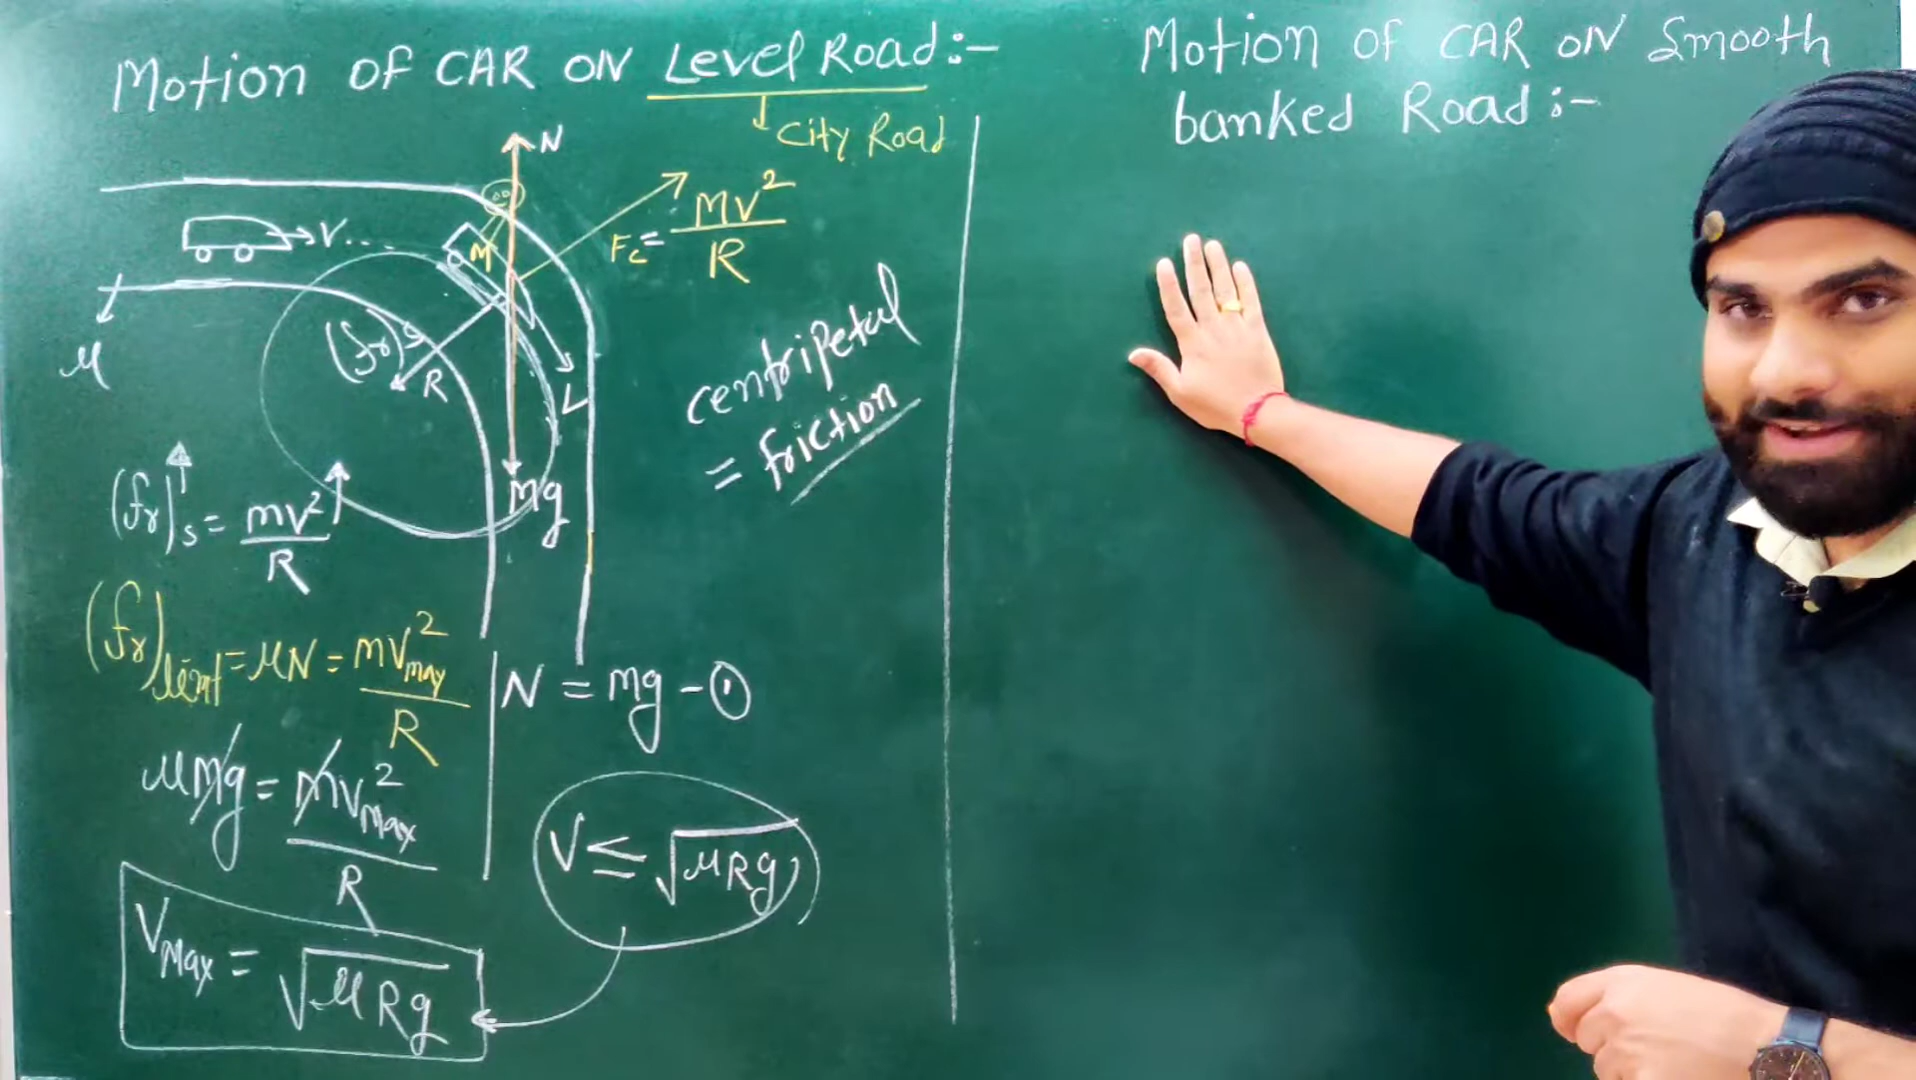 Motion of CAR ON Level Road:-
City Road
N
V...
M
Fc = MV²/R
μ
(fr)s
R
L
centripetal
= friction
mg
(fr)s = mv²/R
(fr)limit = μN = mv²max/R
N = mg - ①
μmg = mv²max/R
V ≤ √μRg
VMax = √μRg
Motion of CAR ON Smooth
banked Road:-